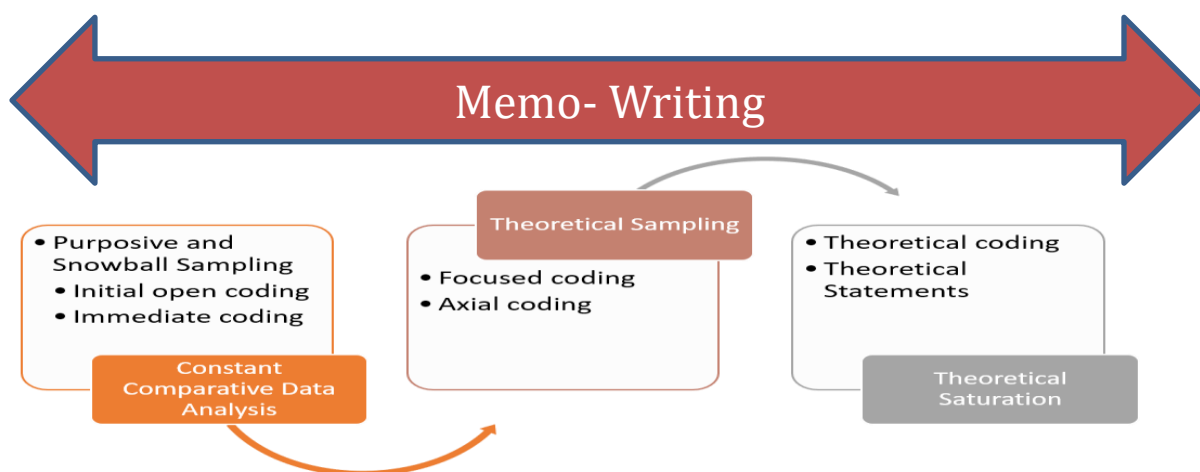 Memo- Writing
• Purposive and
Snowball Sampling
• Initial open coding
• Immediate coding
Constant
Comparative Data
Analysis
Theoretical Sampling
• Focused coding
• Axial coding
• Theoretical coding
• Theoretical
Statements
Theoretical
Saturation